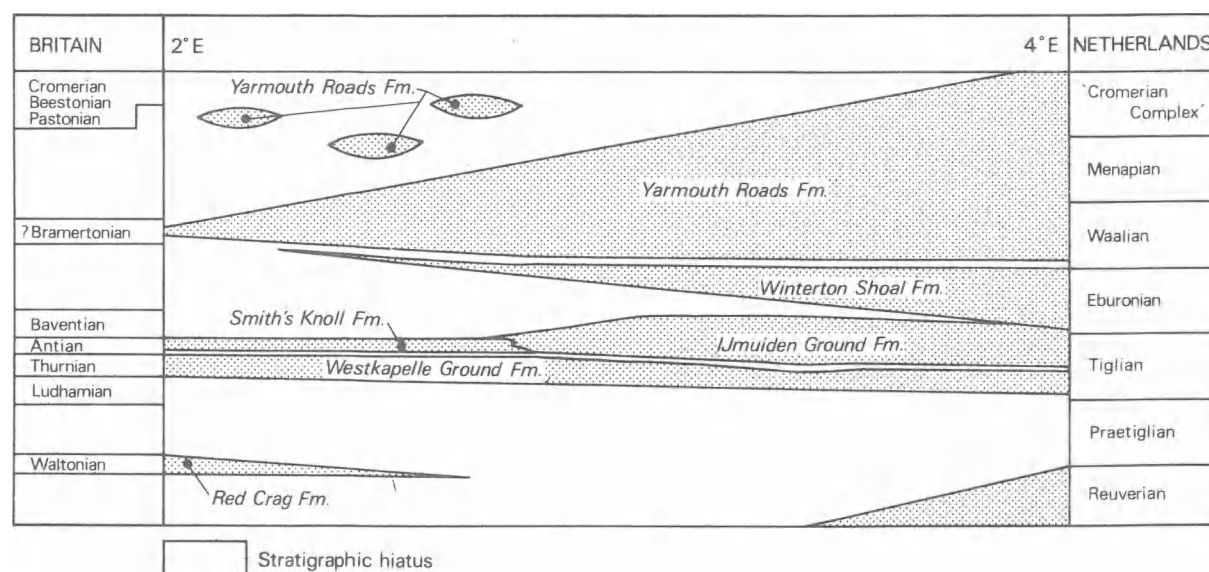 BRITAIN
2°E
4°E
NETHERLANDS
Cromerian
Beestonian
Pastonian
Yarmouth Roads Fm.
'Cromerian
Complex'
Menapian
Yarmouth Roads Fm.
? Bramertonian
Waalian
Winterton Shoal Fm.
Eburonian
Smith's Knoll Fm.
Baventian
Antian
IJmuiden Ground Fm.
Thurnian
Westkapelle Ground Fm.
Tiglian
Ludhamian
Praetiglian
Waltonian
Red Crag Fm.
Reuverian
Stratigraphic hiatus